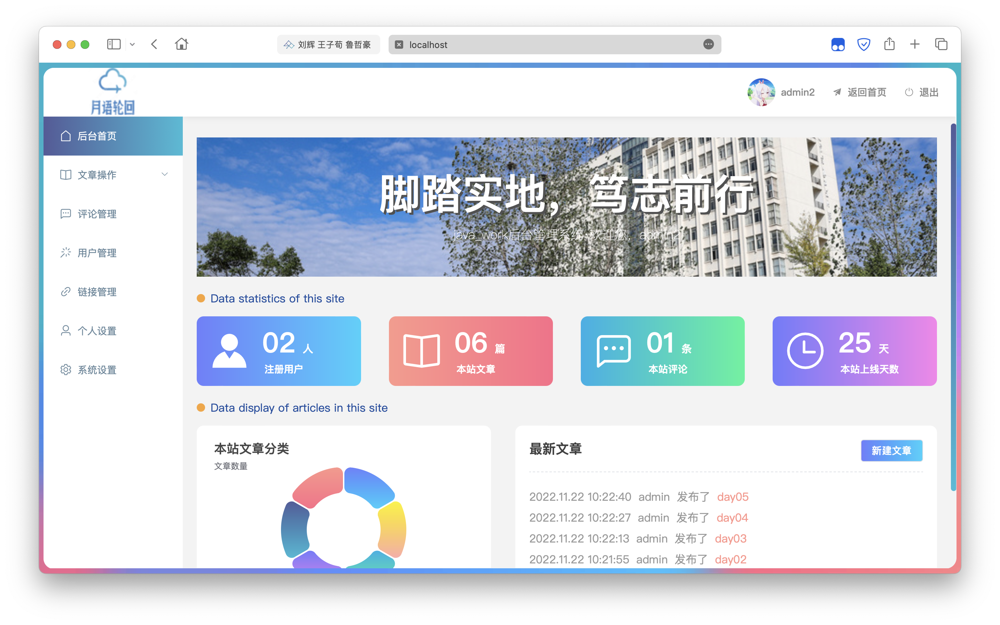 刘辉 王子荀 鲁哲豪
localhost
月语轮回
admin2
返回首页
退出
后台首页
文章操作
评论管理
用户管理
链接管理
个人设置
系统设置
脚踏实地，笃志前行
java_work后台管理系统·欢迎您，admin2
Data statistics of this site
02 人
注册用户
06 篇
本站文章
01 条
本站评论
25 天
本站上线天数
Data display of articles in this site
本站文章分类
文章数量
最新文章
新建文章
2022.11.22 10:22:40 admin 发布了 day05
2022.11.22 10:22:27 admin 发布了 day04
2022.11.22 10:22:13 admin 发布了 day03
2022.11.22 10:21:55 admin 发布了 day02